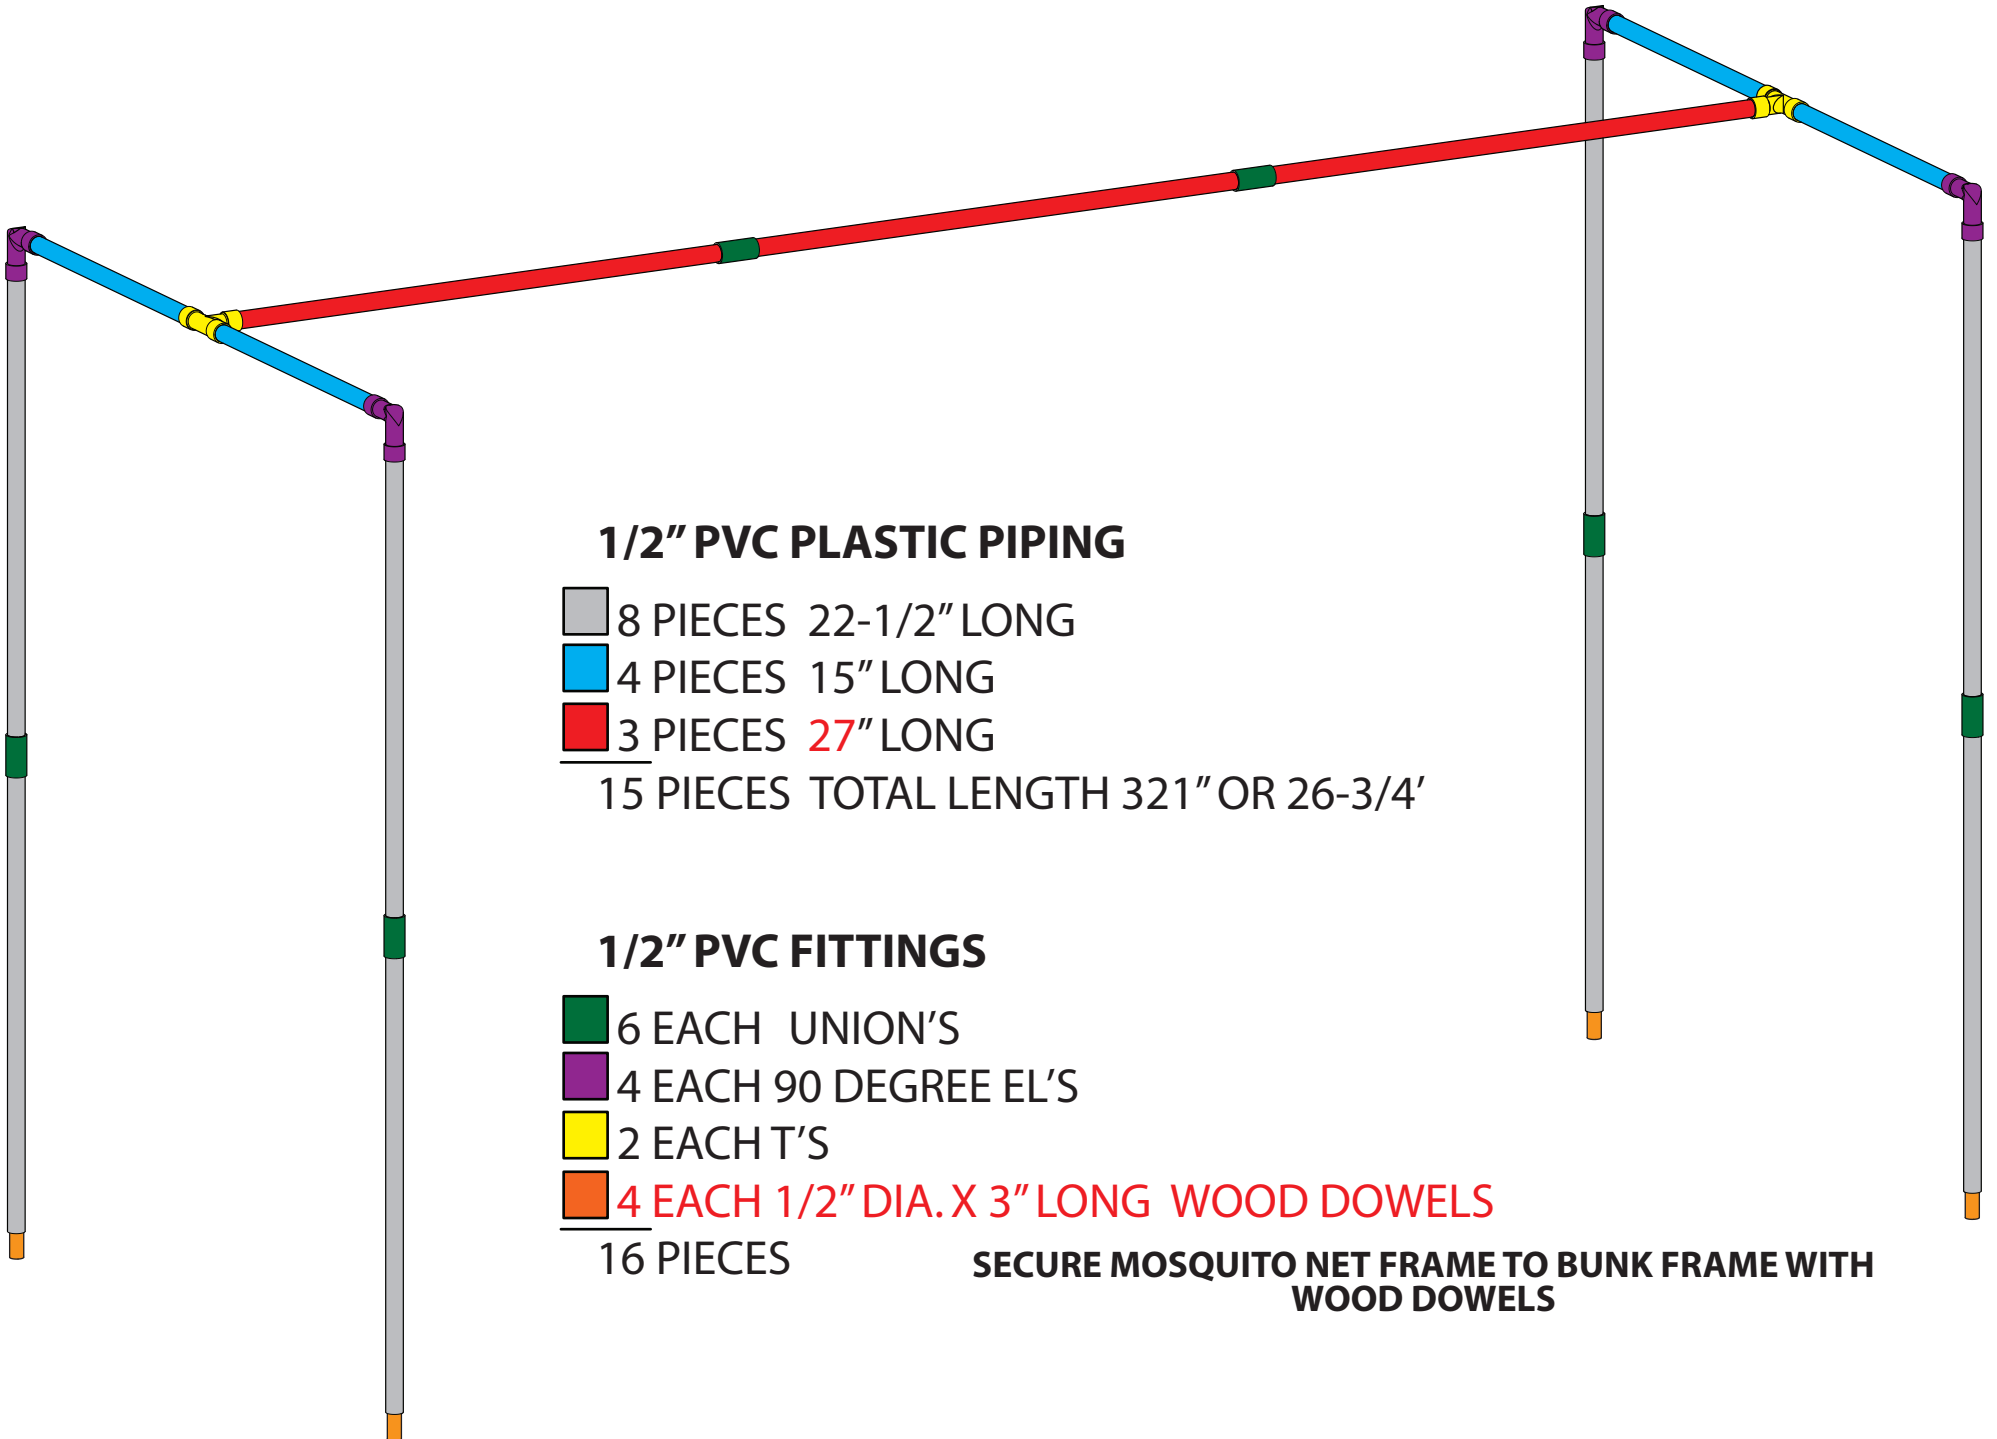 1/2” PVC PLASTIC PIPING
8 PIECES 22-1/2” LONG
4 PIECES 15” LONG
3 PIECES 27” LONG
15 PIECES TOTAL LENGTH 321” OR 26-3/4’
1/2” PVC FITTINGS
6 EACH UNION’S
4 EACH 90 DEGREE EL’S
2 EACH T’S
4 EACH 1/2” DIA. X 3” LONG WOOD DOWELS
16 PIECES
SECURE MOSQUITO NET FRAME TO BUNK FRAME WITH
WOOD DOWELS